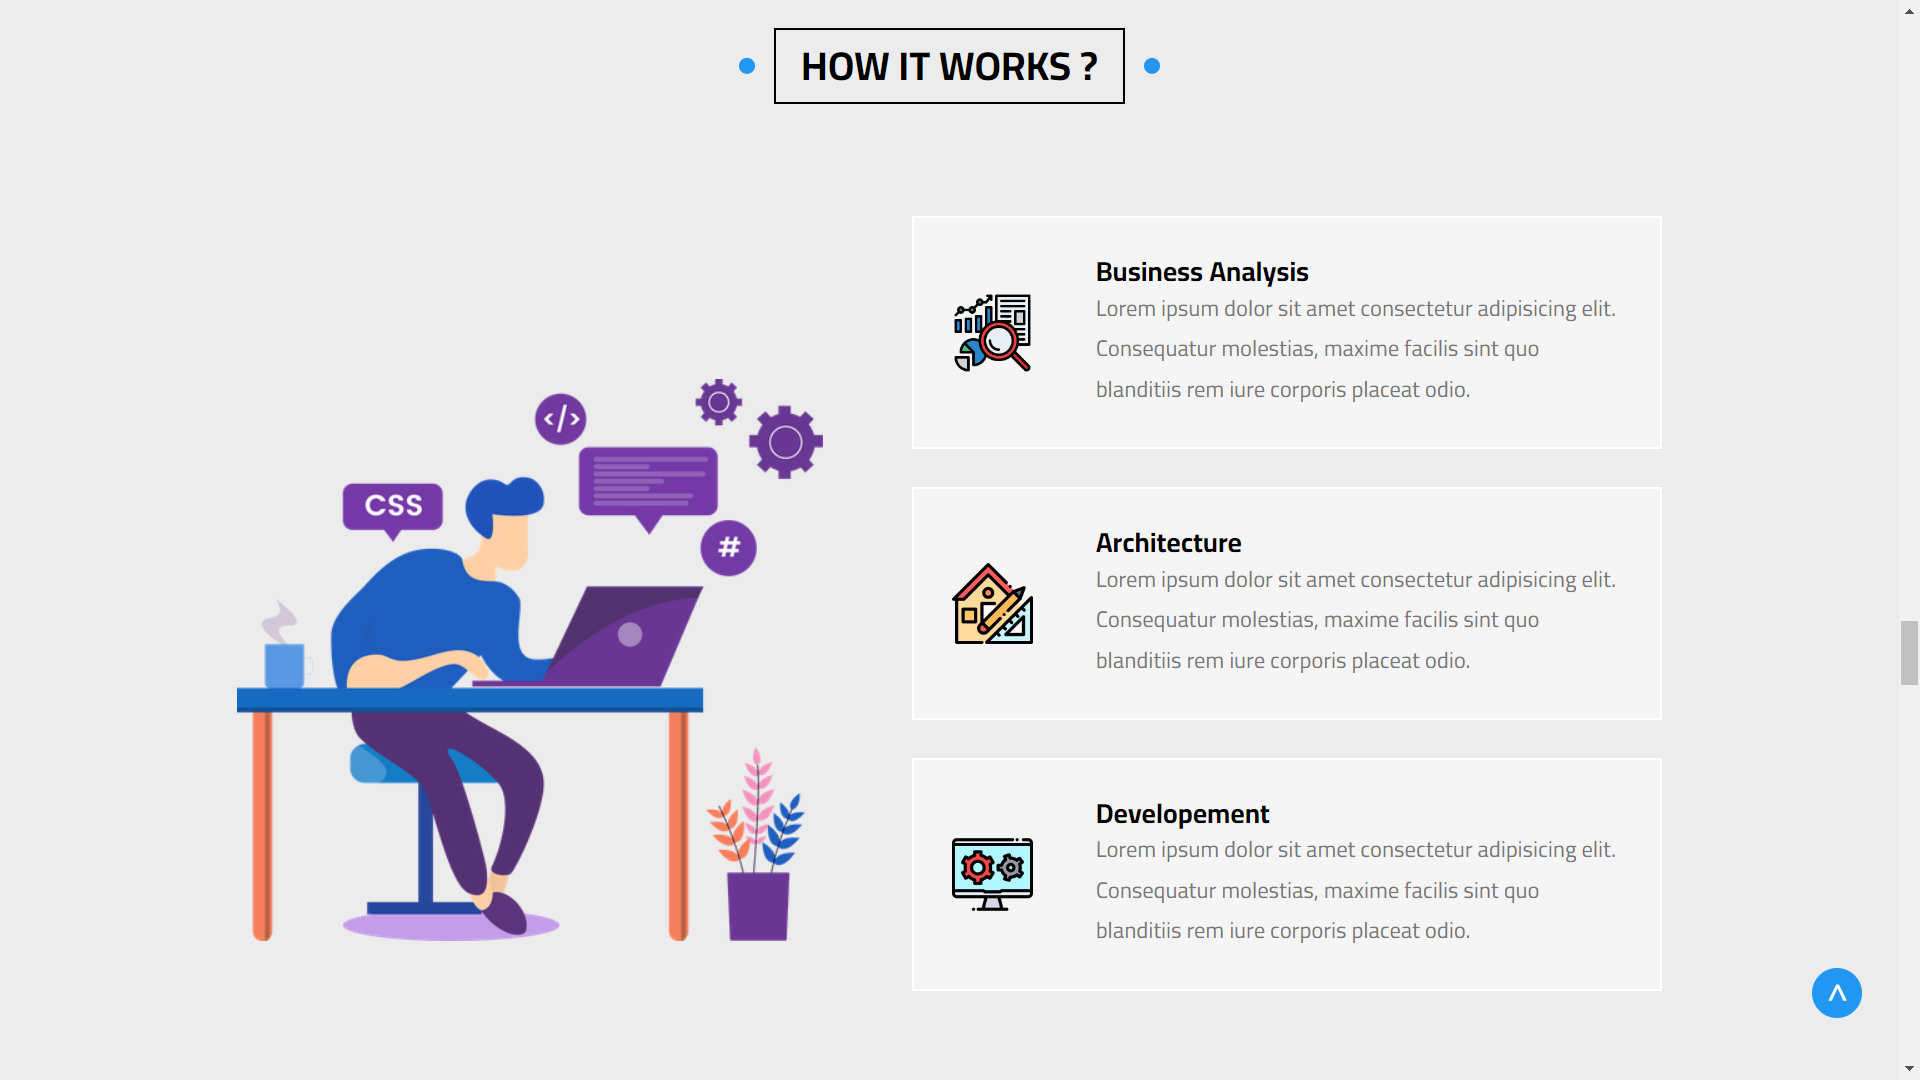 HOW IT WORKS ?
Business Analysis
Lorem ipsum dolor sit amet consectetur adipisicing elit.
Consequatur molestias, maxime facilis sint quo
blanditiis rem iure corporis placeat odio.
</>
CSS
#
Architecture
Lorem ipsum dolor sit amet consectetur adipisicing elit.
Consequatur molestias, maxime facilis sint quo
blanditiis rem iure corporis placeat odio.
Developement
Lorem ipsum dolor sit amet consectetur adipisicing elit.
Consequatur molestias, maxime facilis sint quo
blanditiis rem iure corporis placeat odio.